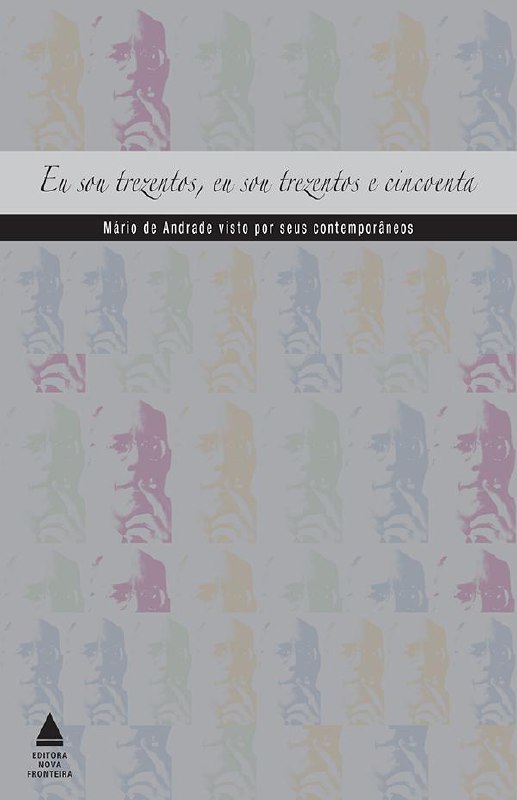 Eu sou trezentos, eu sou trezentos e cincoenta
Mário de Andrade visto por seus contemporâneos
EDITORA
NOVA
FRONTEIRA